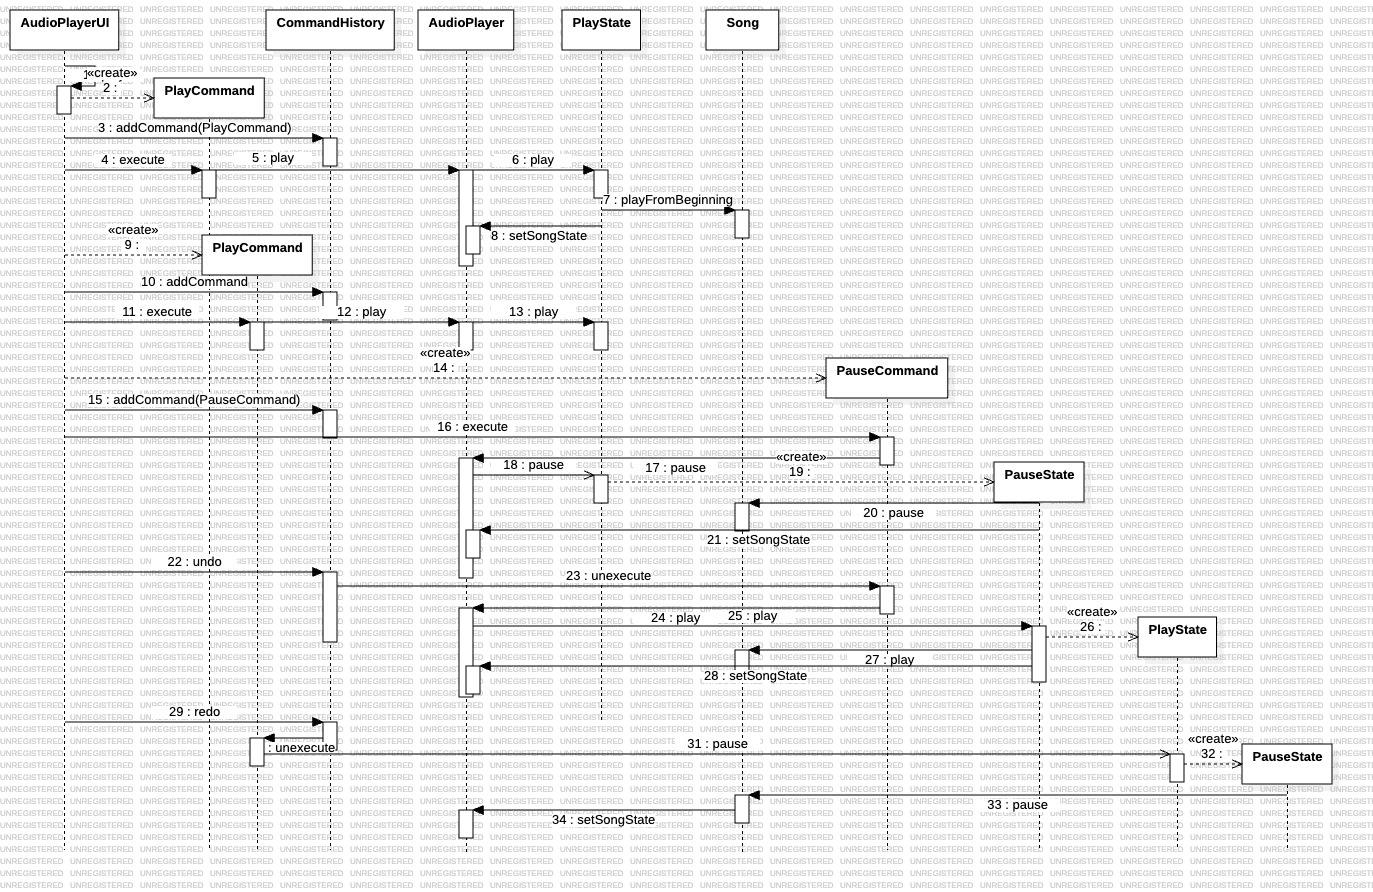 AudioPlayerUI
CommandHistory
AudioPlayer
PlayState
Song
«create»
2 :
PlayCommand
3 : addCommand(PlayCommand)
4 : execute
5 : play
6 : play
7 : playFromBeginning
8 : setSongState
«create»
9 :
PlayCommand
10 : addCommand
11 : execute
12 : play
13 : play
«create»
14 :
PauseCommand
15 : addCommand(PauseCommand)
16 : execute
17 : pause
18 : pause
«create»
19 :
PauseState
20 : pause
21 : setSongState
22 : undo
23 : unexecute
24 : play
25 : play
«create»
26 :
PlayState
27 : play
28 : setSongState
29 : redo
: unexecute
31 : pause
«create»
32 :
PauseState
33 : pause
34 : setSongState
UNREGISTERED